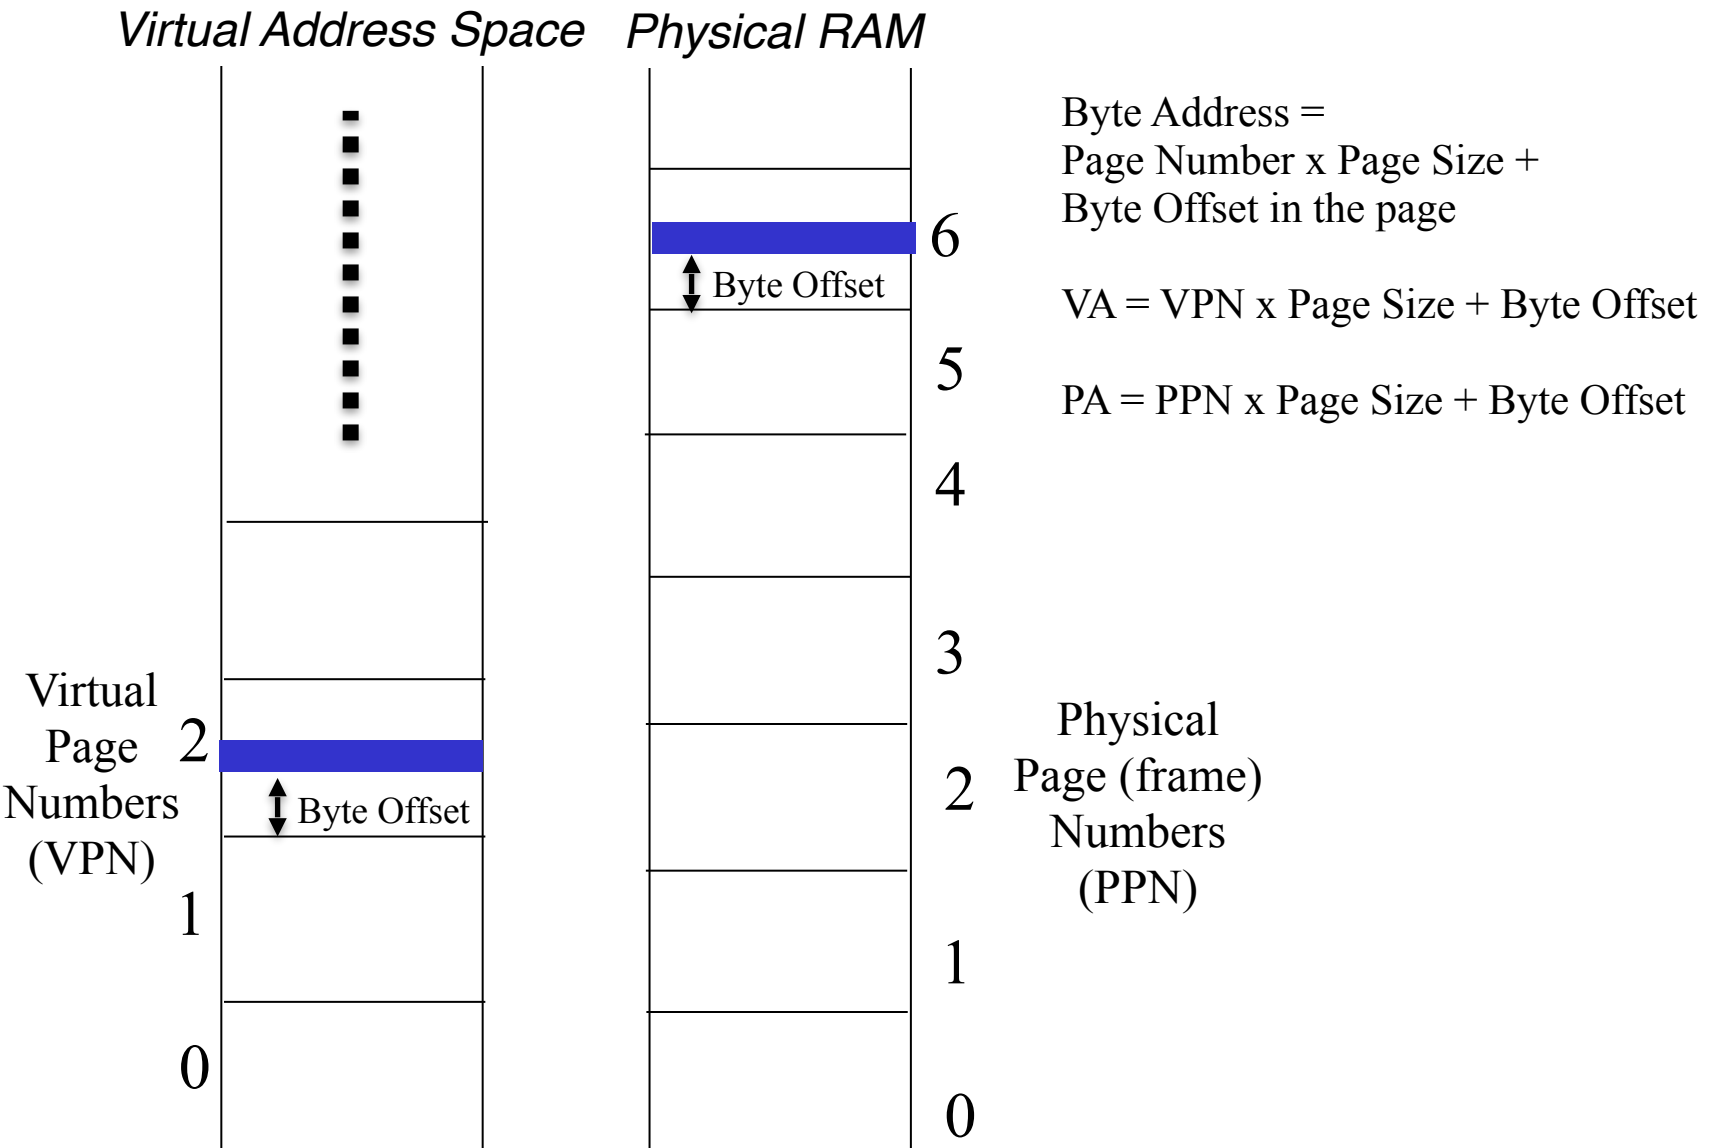 Virtual Address Space
Physical RAM
Byte Address =
Page Number x Page Size +
Byte Offset in the page
VA = VPN x Page Size + Byte Offset
PA = PPN x Page Size + Byte Offset
6
Byte Offset
5
4
3
2
1
0
Physical
Page (frame)
Numbers
(PPN)
Virtual
Page
Numbers
(VPN)
2
Byte Offset
1
0